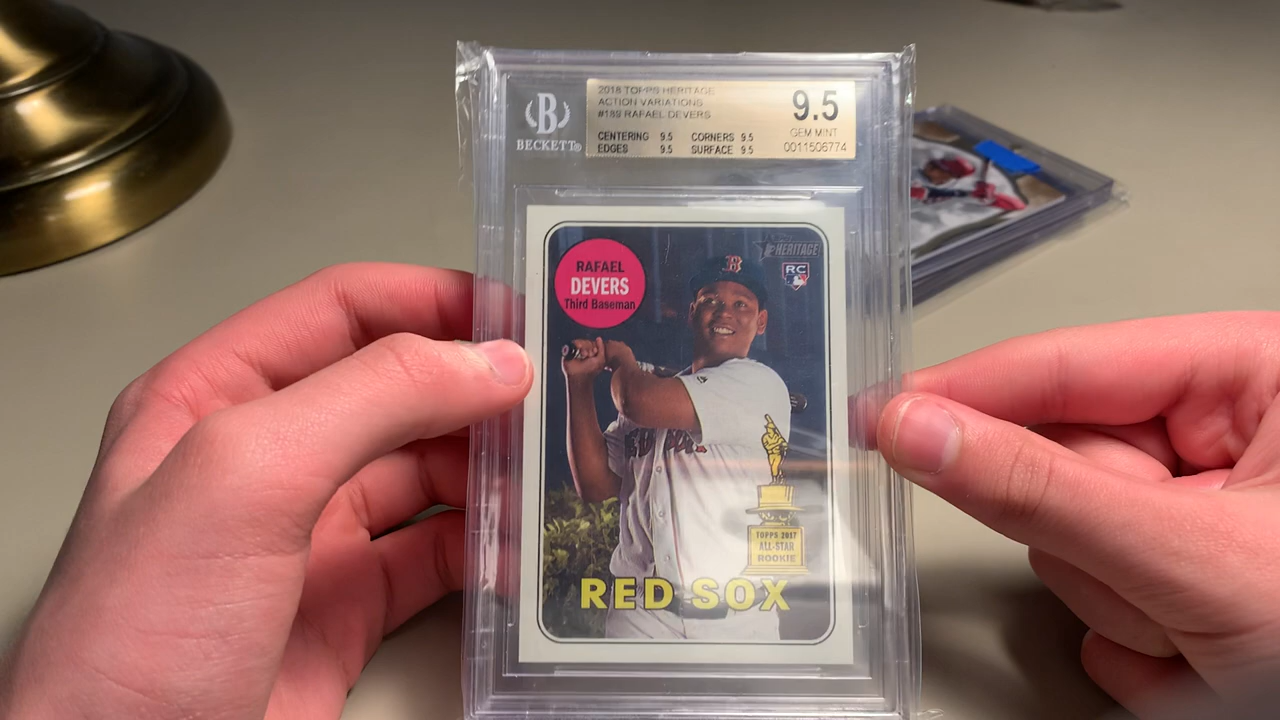 BECKETT®
2018 TOPPS HERITAGE
ACTION VARIATIONS
#189 RAFAEL DEVERS
CENTERING 9.5 CORNERS 9.5
EDGES 9.5 SURFACE 9.5
9.5
GEM MINT
0011506774
RAFAEL
DEVERS
Third Baseman
HERITAGE
RC
B
TOPPS 2017
ALL-STAR
ROOKIE
RED SOX